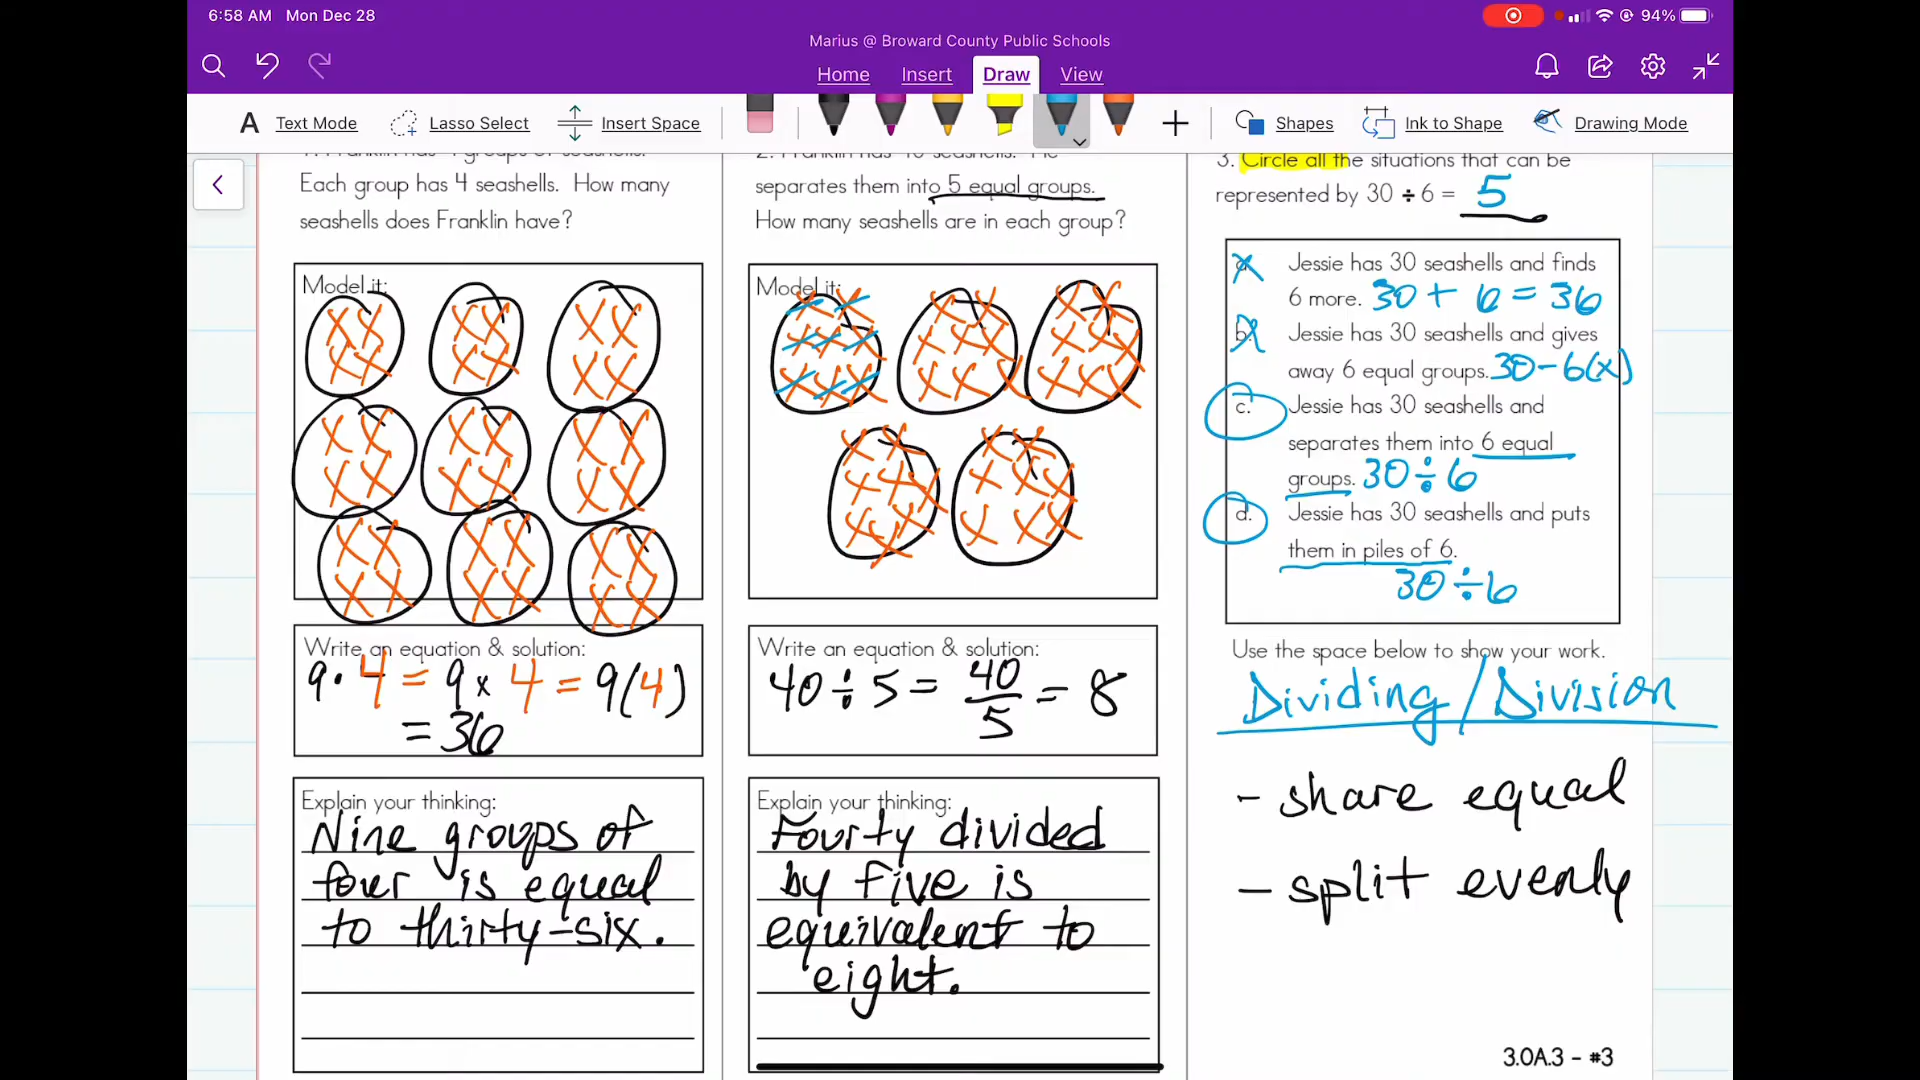 6:58 AM Mon Dec 28
94%
Marius @ Broward County Public Schools
Home Insert Draw View
A Text Mode Lasso Select Insert Space Shapes Ink to Shape Drawing Mode
Each group has 4 seashells. How many
seashells does Franklin have?
Model it:
Write an equation & solution:
9 · 4 = 9 x 4 = 9(4)
= 36
Explain your thinking:
Nine groups of
four is equal
to thirty-six.
2. Franklin has 40 seashells. He
separates them into 5 equal groups.
How many seashells are in each group?
Model it:
Write an equation & solution:
40 ÷ 5 = 40/5 = 8
Explain your thinking:
Fourty divided
by five is
equivalent to
eight.
3. Circle all the situations that can be
represented by 30 ÷ 6 = 5
a. Jessie has 30 seashells and finds
6 more. 30 + 6 = 36
b. Jessie has 30 seashells and gives
away 6 equal groups. 30 - 6(x)
c. Jessie has 30 seashells and
separates them into 6 equal
groups. 30 ÷ 6
d. Jessie has 30 seashells and puts
them in piles of 6.
30 ÷ 6
Use the space below to show your work.
Dividing / Division
- share equal
- split evenly
3.OA.3 - #3